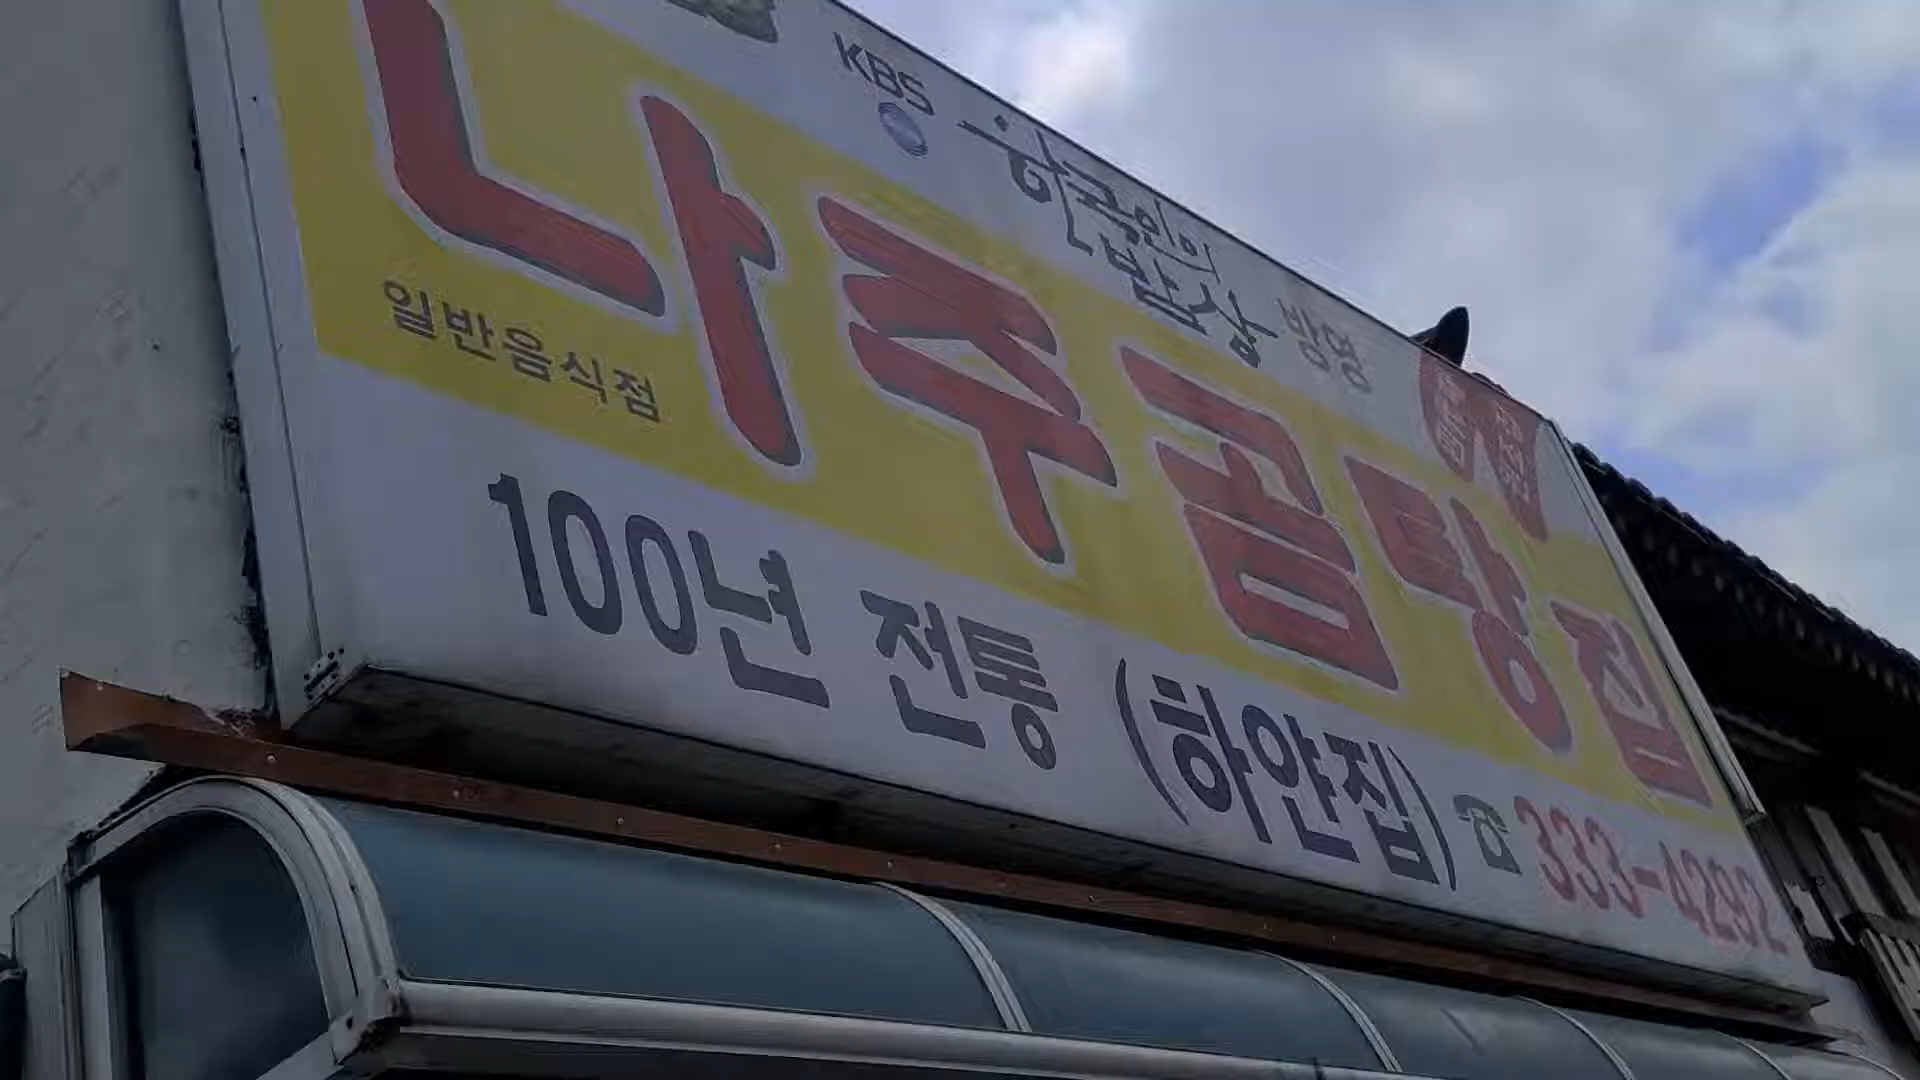 KBS 한국인의 밥상 방영
나주곰탕집
일반음식점
100년 전통 (하얀집) ☎ 333-4292